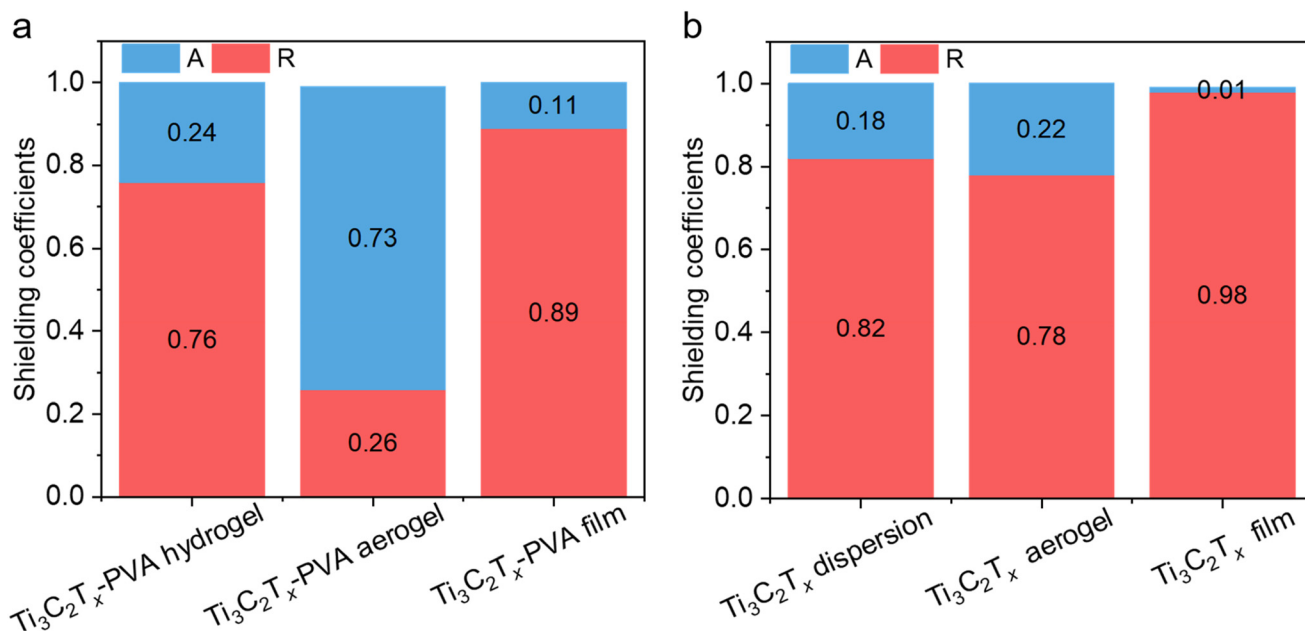 a
A R
Shielding coefficients
1.0
0.8
0.6
0.4
0.2
0.0
0.24
0.76
0.73
0.26
0.11
0.89
Ti₃C₂Tₓ-PVA hydrogel
Ti₃C₂Tₓ-PVA aerogel
Ti₃C₂Tₓ-PVA film
b
A R
Shielding coefficients
1.0
0.8
0.6
0.4
0.2
0.0
0.18
0.82
0.22
0.78
0.01
0.98
Ti₃C₂Tₓ dispersion
Ti₃C₂Tₓ aerogel
Ti₃C₂Tₓ film